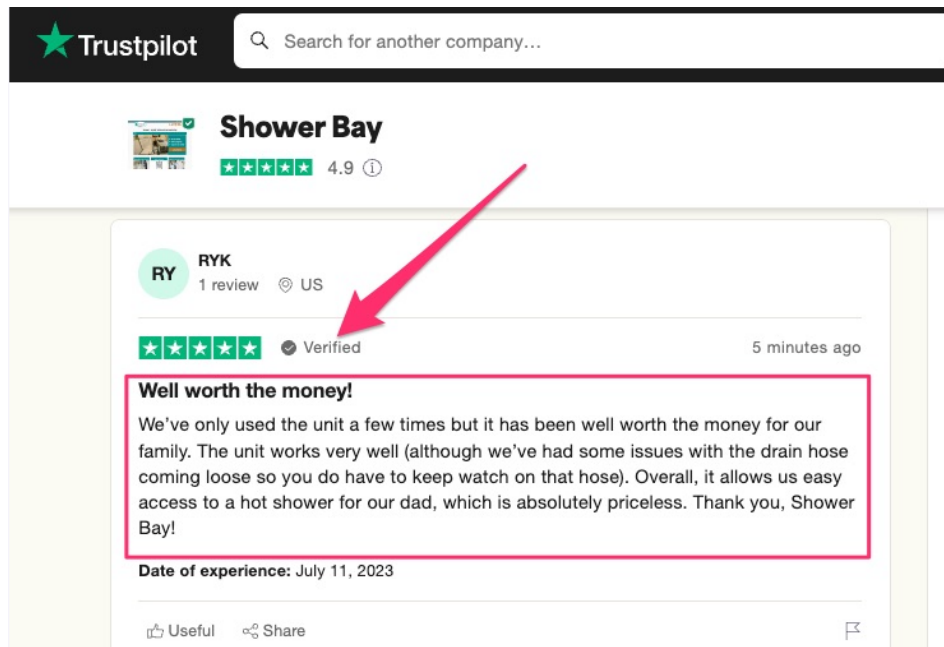 Trustpilot
Search for another company...
Shower Bay
4.9
RY
RYK
1 review US
Verified 5 minutes ago
Well worth the money!
We've only used the unit a few times but it has been well worth the money for our
family. The unit works very well (although we've had some issues with the drain hose
coming loose so you do have to keep watch on that hose). Overall, it allows us easy
access to a hot shower for our dad, which is absolutely priceless. Thank you, Shower
Bay!
Date of experience: July 11, 2023
Useful Share